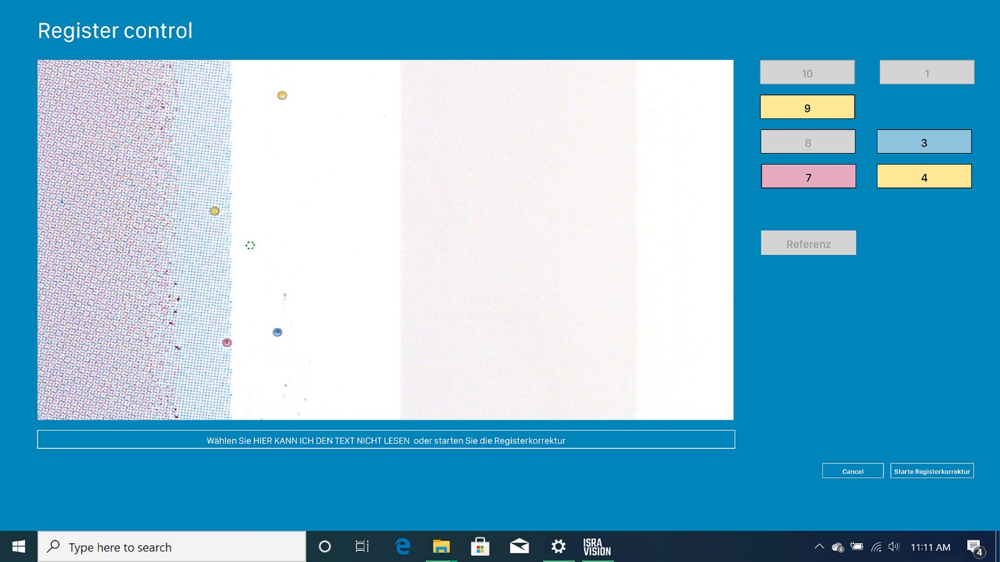 Register control
10
1
9
8
3
7
4
Referenz
Wählen Sie HIER KANN ICH DEN TEXT NICHT LESEN oder starten Sie die Registerkorrektur
Cancel
Starte Registerkorrektur
Type here to search
ISRA
VISION
11:11 AM
4